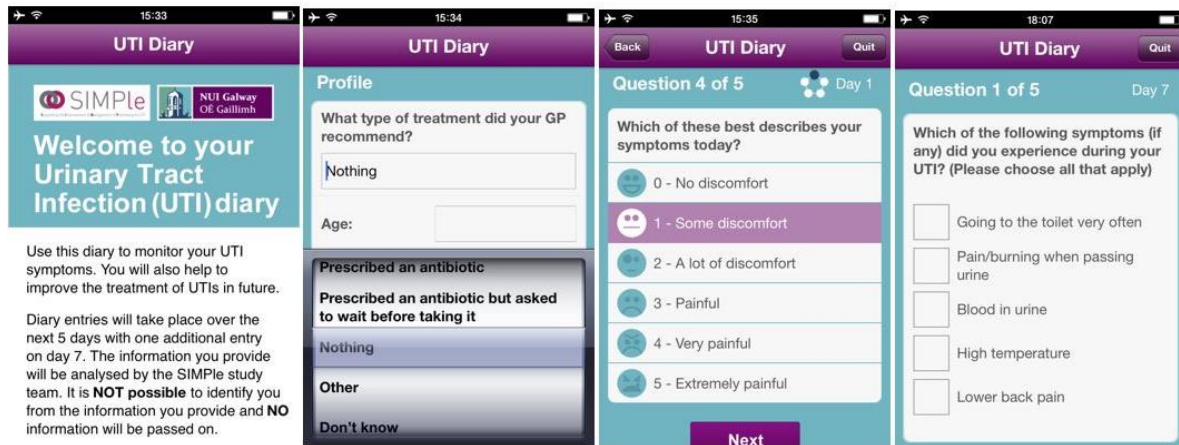 15:33
UTI Diary
SIMPle
NUI Galway
OÉ Gaillimh
Welcome to your
Urinary Tract
Infection (UTI) diary
Use this diary to monitor your UTI
symptoms. You will also help to
improve the treatment of UTIs in future.
Diary entries will take place over the
next 5 days with one additional entry
on day 7. The information you provide
will be analysed by the SIMPle study
team. It is NOT possible to identify you
from the information you provide and NO
information will be passed on.
15:34
UTI Diary
Profile
What type of treatment did your GP
recommend?
Nothing
Age:
Prescribed an antibiotic
Prescribed an antibiotic but asked
to wait before taking it
Nothing
Other
Don't know
15:35
Back
UTI Diary
Quit
Question 4 of 5
Day 1
Which of these best describes your
symptoms today?
0 - No discomfort
1 - Some discomfort
2 - A lot of discomfort
3 - Painful
4 - Very painful
5 - Extremely painful
Next
18:07
UTI Diary
Quit
Question 1 of 5
Day 7
Which of the following symptoms (if
any) did you experience during your
UTI? (Please choose all that apply)
Going to the toilet very often
Pain/burning when passing
urine
Blood in urine
High temperature
Lower back pain